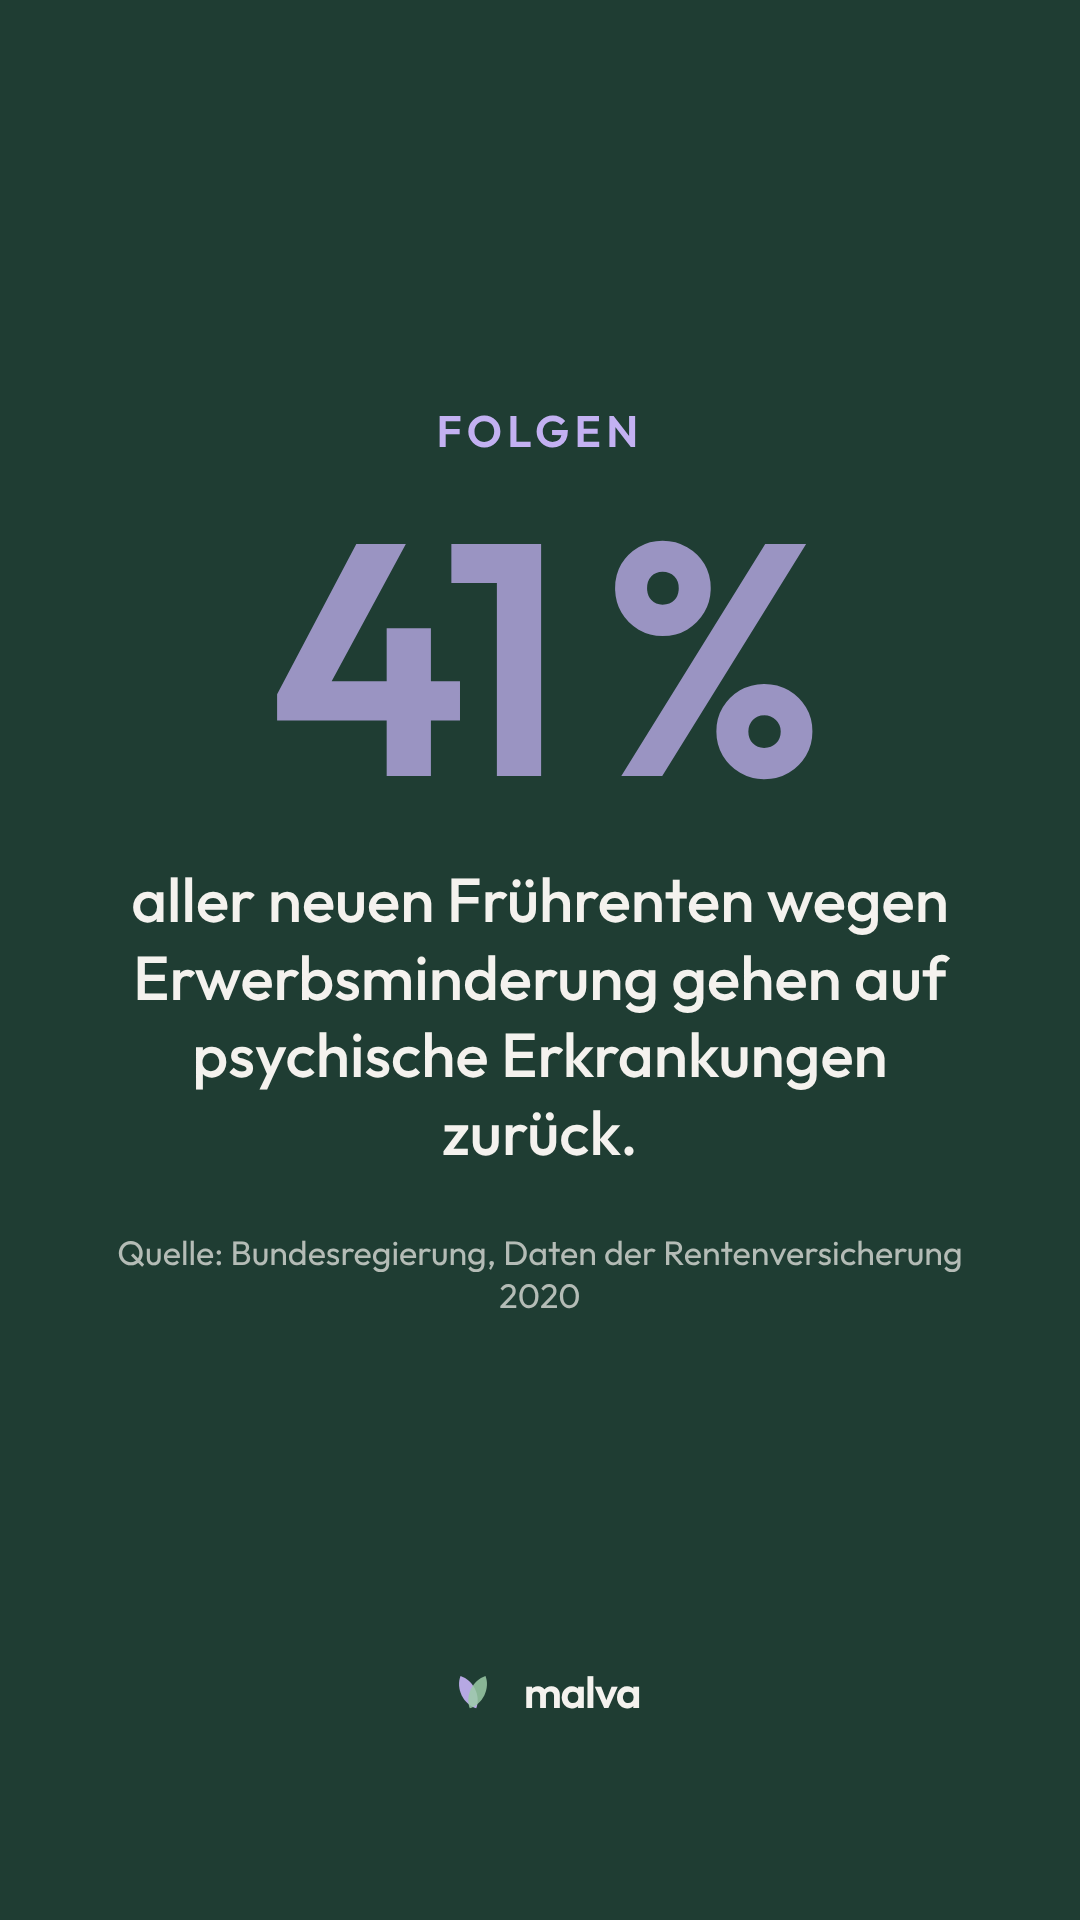 FOLGEN
41 %
aller neuen Frührenten wegen
Erwerbsminderung gehen auf
psychische Erkrankungen
zurück.
Quelle: Bundesregierung, Daten der Rentenversicherung
2020
malva